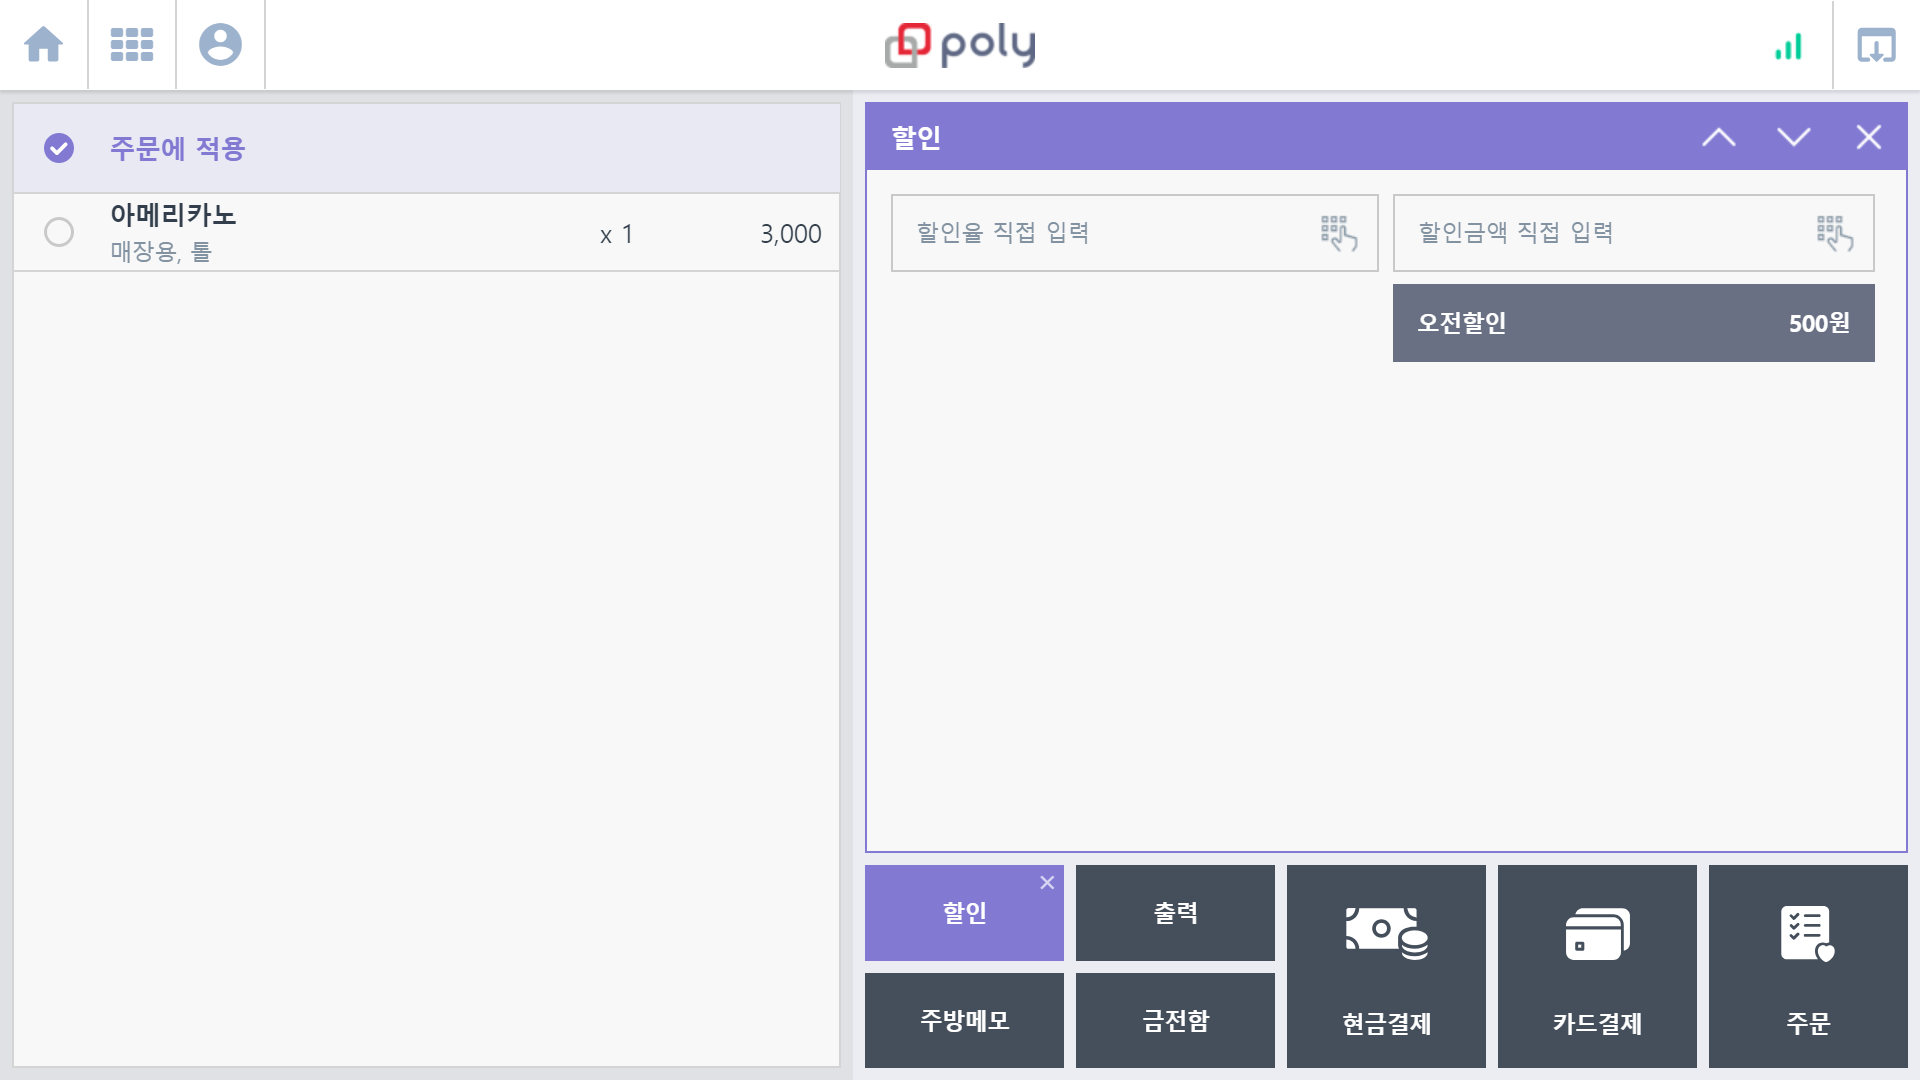 poly
주문에 적용
아메리카노
매장용, 톨
x 1
3,000
할인
할인율 직접 입력
할인금액 직접 입력
오전할인
500원
할인
출력
주방메모
금전함
현금결제
카드결제
주문